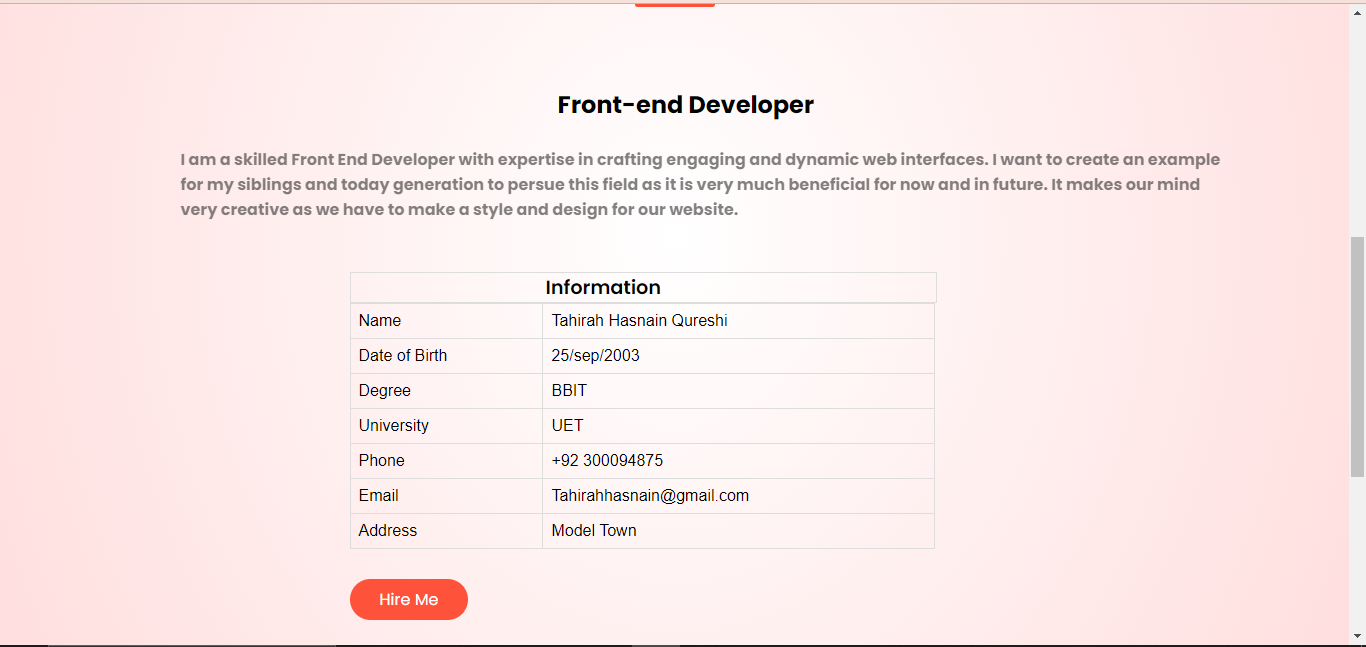 Front-end Developer
I am a skilled Front End Developer with expertise in crafting engaging and dynamic web interfaces. I want to create an example
for my siblings and today generation to persue this field as it is very much beneficial for now and in future. It makes our mind
very creative as we have to make a style and design for our website.
Information
Name Tahirah Hasnain Qureshi
Date of Birth 25/sep/2003
Degree BBIT
University UET
Phone +92 300094875
Email Tahirahhasnain@gmail.com
Address Model Town
Hire Me